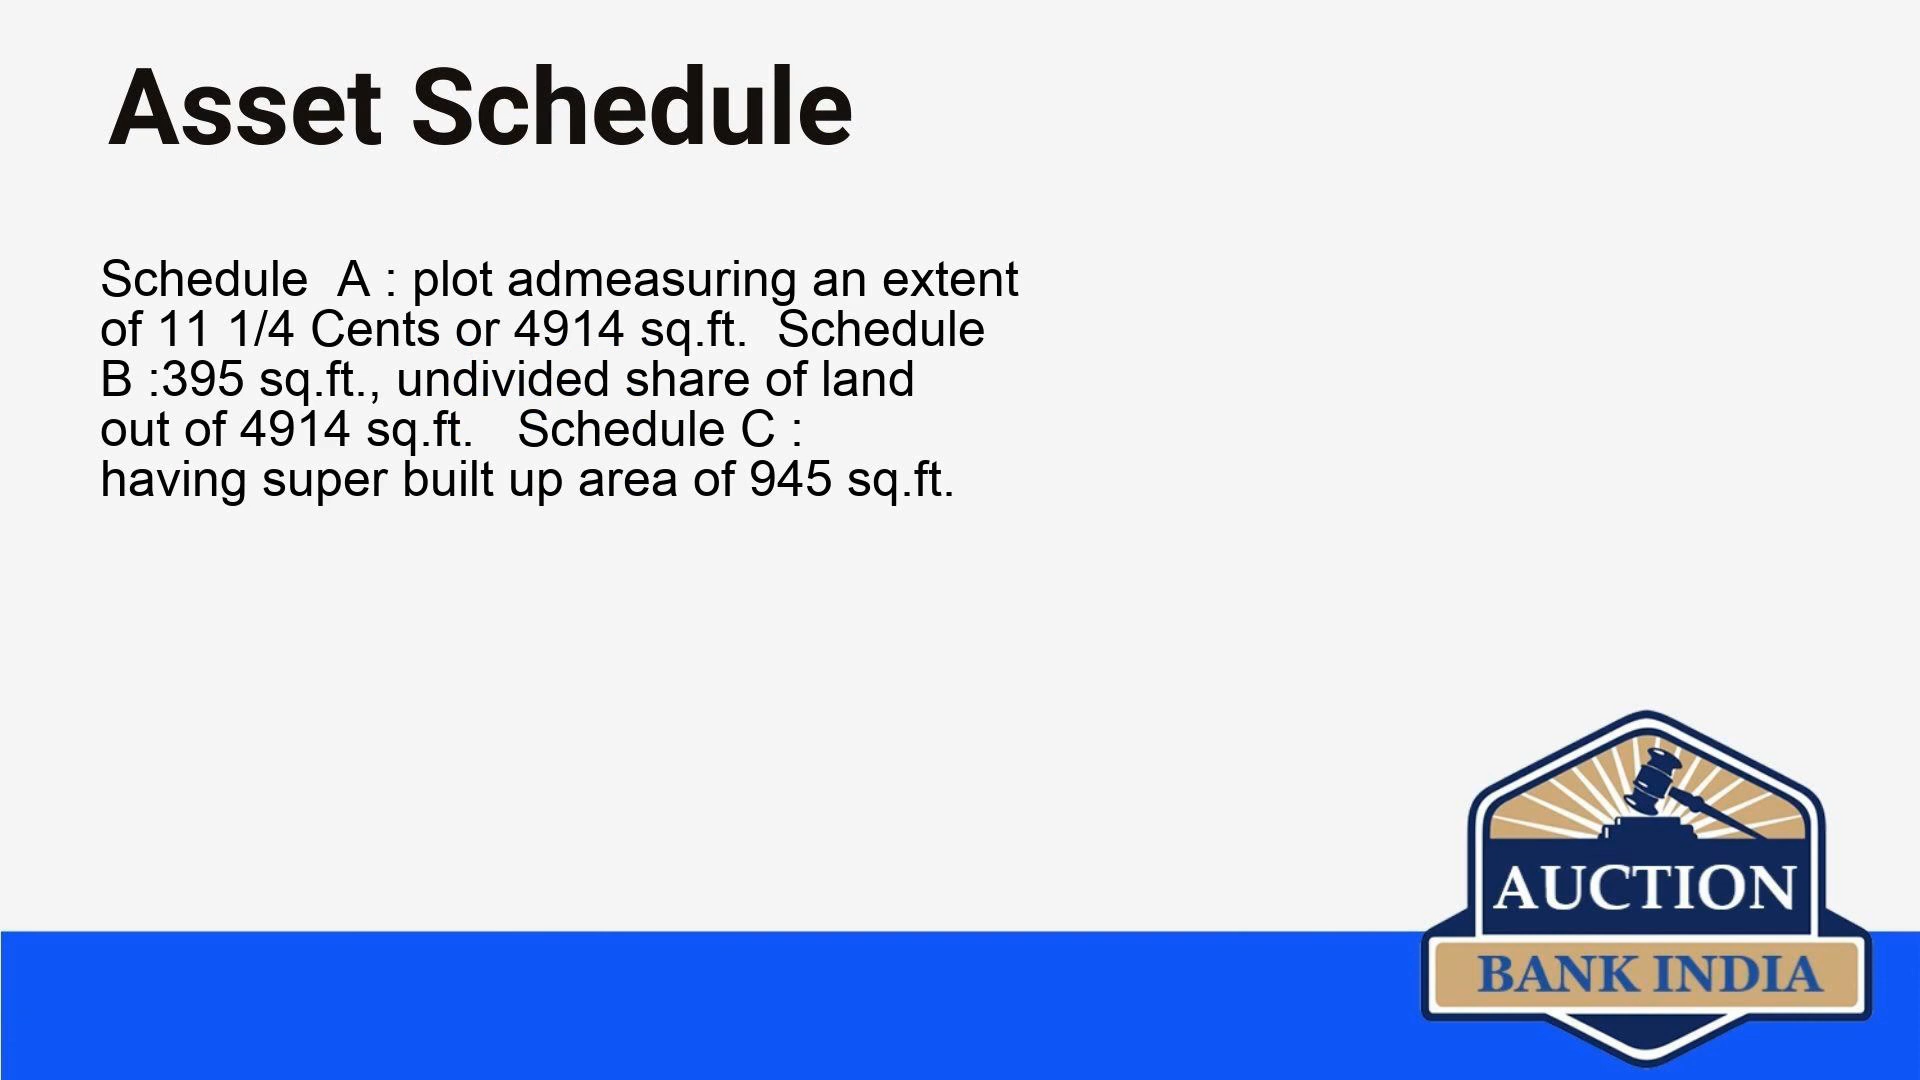 Asset Schedule
Schedule  A : plot admeasuring an extent
of 11 1/4 Cents or 4914 sq.ft.  Schedule
B :395 sq.ft., undivided share of land
out of 4914 sq.ft.   Schedule C :
having super built up area of 945 sq.ft.
AUCTION
BANK INDIA